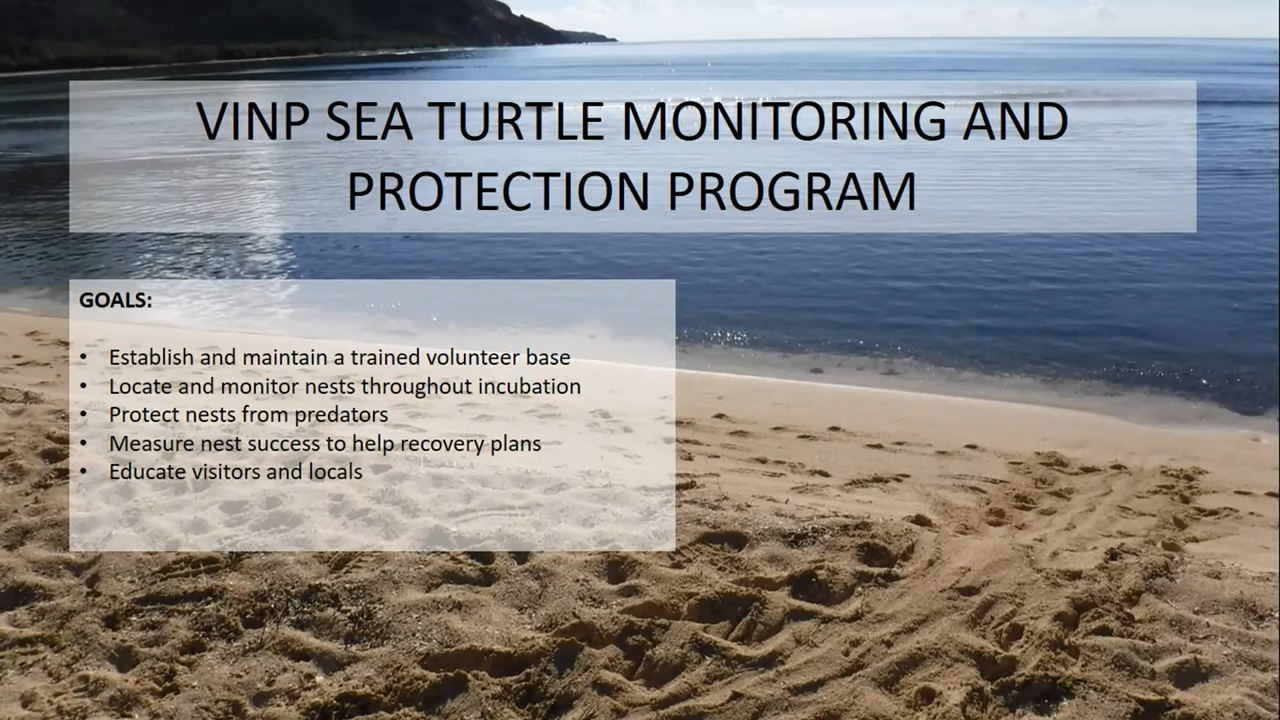 VINP SEA TURTLE MONITORING AND
PROTECTION PROGRAM
GOALS:
• Establish and maintain a trained volunteer base
• Locate and monitor nests throughout incubation
• Protect nests from predators
• Measure nest success to help recovery plans
• Educate visitors and locals